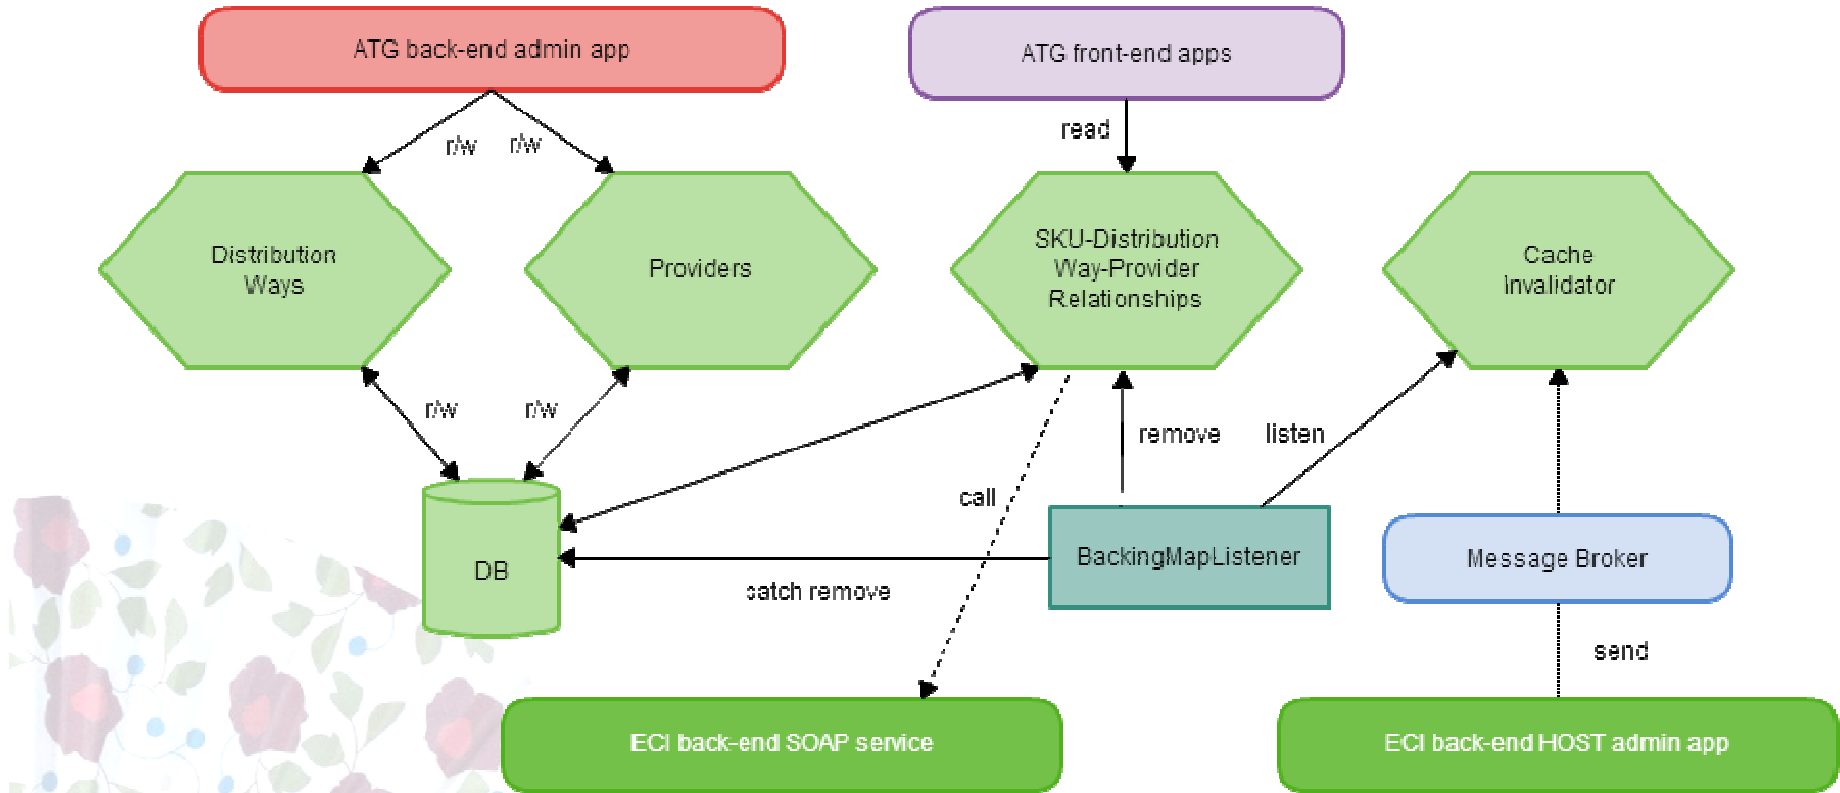 ATG back-end admin app
ATG front-end apps
r/w
r/w
read
Distribution
Ways
Providers
SKU-Distribution
Way-Provider
Relationships
Cache
Invalidator
r/w
r/w
remove
listen
call
DB
BackingMapListener
Message Broker
batch remove
send
ECI back-end SOAP service
ECI back-end HOST admin app